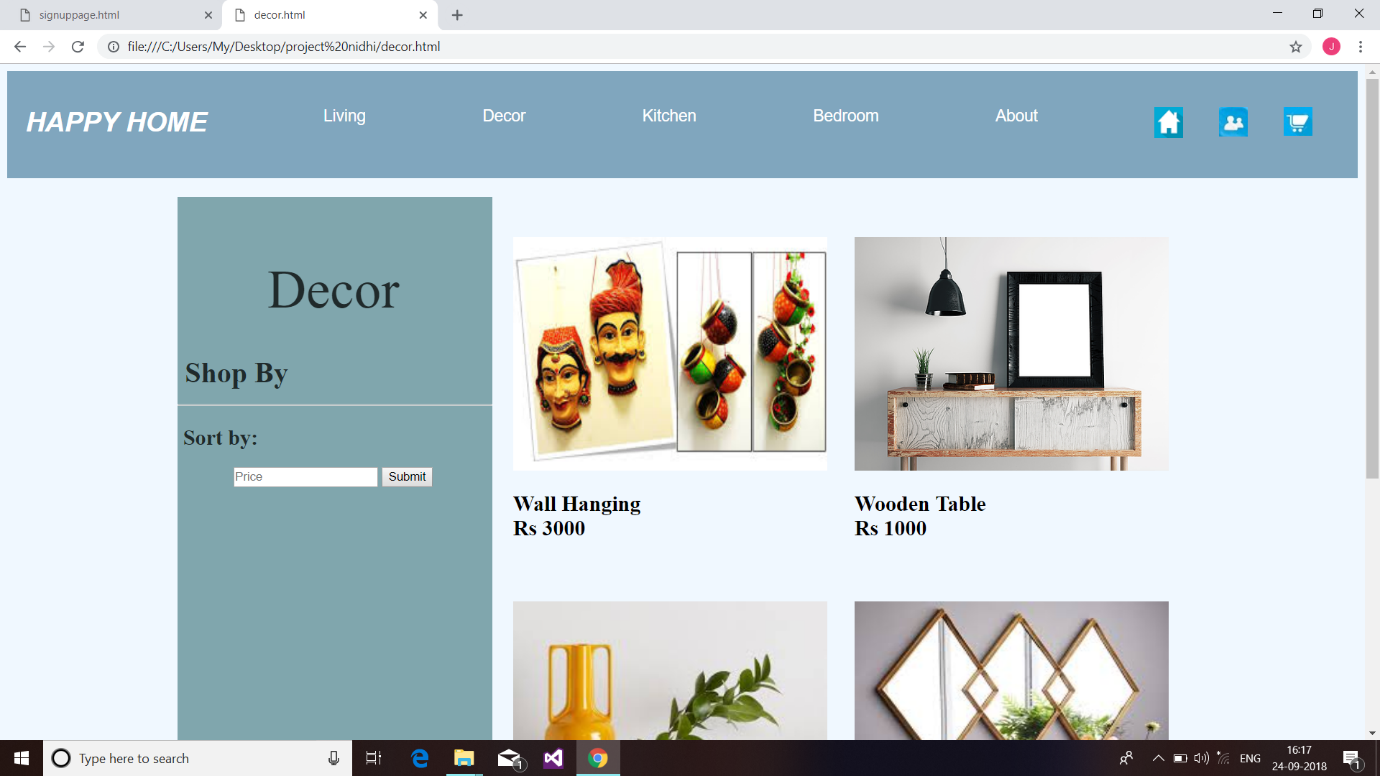 signuppage.html
decor.html
file:///C:/Users/My/Desktop/project%20nidhi/decor.html
J
HAPPY HOME
Living
Decor
Kitchen
Bedroom
About
Decor
Shop By
Sort by:
Price
Submit
Wall Hanging
Rs 3000
Wooden Table
Rs 1000
Type here to search
1
ENG
16:17
24-09-2018
1